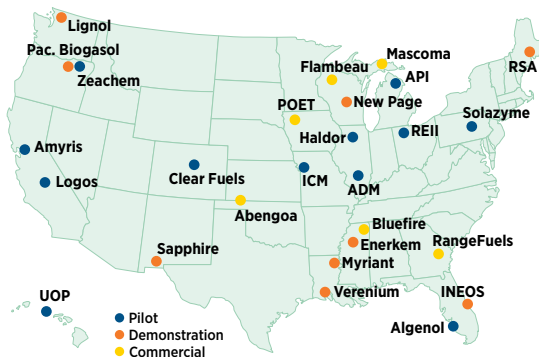 Lignol
Pac. Biogasol
Zeachem
Mascoma
Flambeau
API
RSA
New Page
POET
Solazyme
Haldor
REII
Amyris
Logos
Clear Fuels
ICM
ADM
Abengoa
Bluefire
Enerkem
RangeFuels
Sapphire
Myriant
UOP
Verenium
INEOS
Algenol
Pilot
Demonstration
Commercial